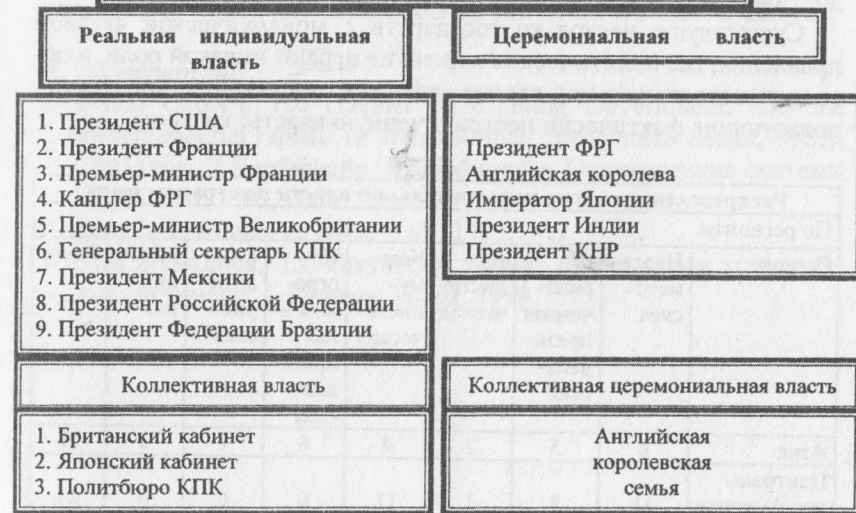 Реальная индивидуальная
власть
Церемониальная власть
1. Президент США
2. Президент Франции
3. Премьер-министр Франции
4. Канцлер ФРГ
5. Премьер-министр Великобритании
6. Генеральный секретарь КПК
7. Президент Мексики
8. Президент Российской Федерации
9. Президент Федерации Бразилии
Президент ФРГ
Английская королева
Император Японии
Президент Индии
Президент КНР
Коллективная власть
Коллективная церемониальная власть
1. Британский кабинет
2. Японский кабинет
3. Политбюро КПК
Английская
королевская
семья